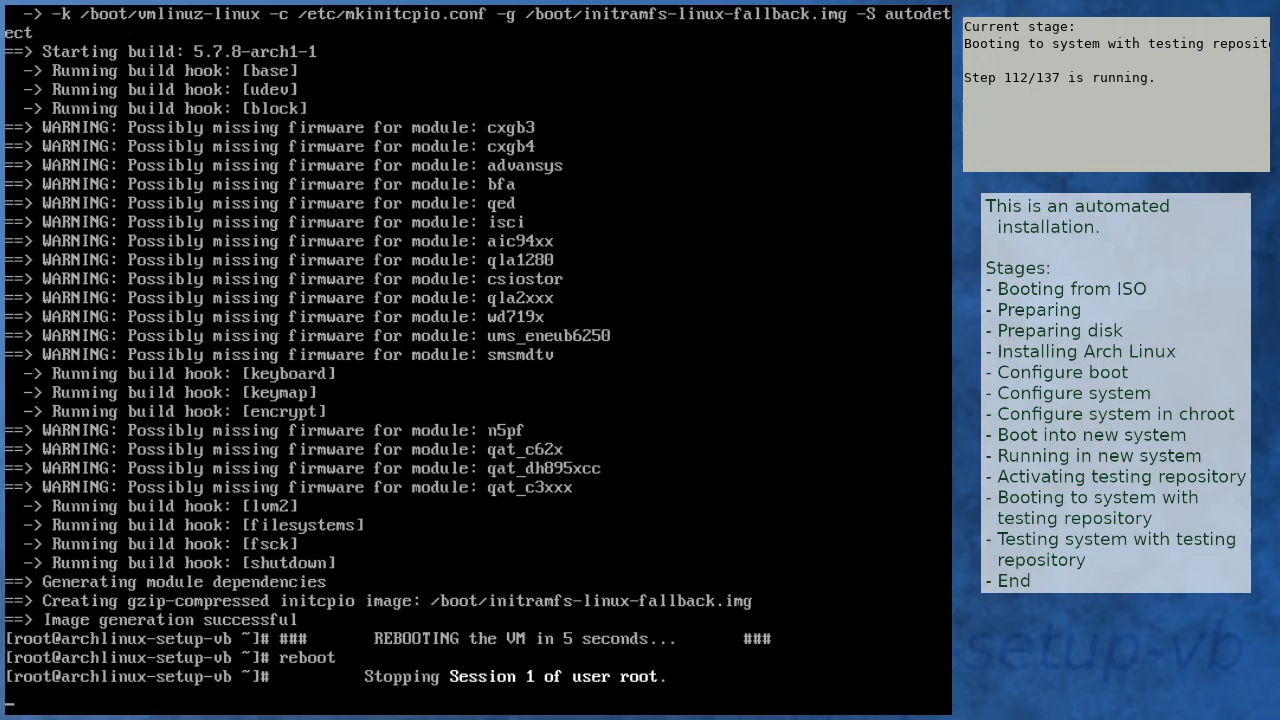 -> -k /boot/vmlinuz-linux -c /etc/mkinitcpio.conf -g /boot/initramfs-linux-fallback.img -S autodet
ect
==> Starting build: 5.7.8-arch1-1
-> Running build hook: [base]
-> Running build hook: [udev]
-> Running build hook: [block]
==> WARNING: Possibly missing firmware for module: cxgb3
==> WARNING: Possibly missing firmware for module: cxgb4
==> WARNING: Possibly missing firmware for module: advansys
==> WARNING: Possibly missing firmware for module: bfa
==> WARNING: Possibly missing firmware for module: qed
==> WARNING: Possibly missing firmware for module: isci
==> WARNING: Possibly missing firmware for module: aic94xx
==> WARNING: Possibly missing firmware for module: qla1280
==> WARNING: Possibly missing firmware for module: csiostor
==> WARNING: Possibly missing firmware for module: qla2xxx
==> WARNING: Possibly missing firmware for module: wd719x
==> WARNING: Possibly missing firmware for module: ums_eneub6250
==> WARNING: Possibly missing firmware for module: smsmdtv
-> Running build hook: [keyboard]
-> Running build hook: [keymap]
-> Running build hook: [encrypt]
==> WARNING: Possibly missing firmware for module: n5pf
==> WARNING: Possibly missing firmware for module: qat_c62x
==> WARNING: Possibly missing firmware for module: qat_dh895xcc
==> WARNING: Possibly missing firmware for module: qat_c3xxx
-> Running build hook: [lvm2]
-> Running build hook: [filesystems]
-> Running build hook: [fsck]
-> Running build hook: [shutdown]
==> Generating module dependencies
==> Creating gzip-compressed initcpio image: /boot/initramfs-linux-fallback.img
==> Image generation successful
[root@archlinux-setup-vb ~]# ### REBOOTING the VM in 5 seconds... ###
[root@archlinux-setup-vb ~]# reboot
[root@archlinux-setup-vb ~]# Stopping Session 1 of user root.
_
Current stage:
Booting to system with testing reposito
Step 112/137 is running.
This is an automated
installation.
Stages:
- Booting from ISO
- Preparing
- Preparing disk
- Installing Arch Linux
- Configure boot
- Configure system
- Configure system in chroot
- Boot into new system
- Running in new system
- Activating testing repository
- Booting to system with
testing repository
- Testing system with testing
repository
- End
setup-vb